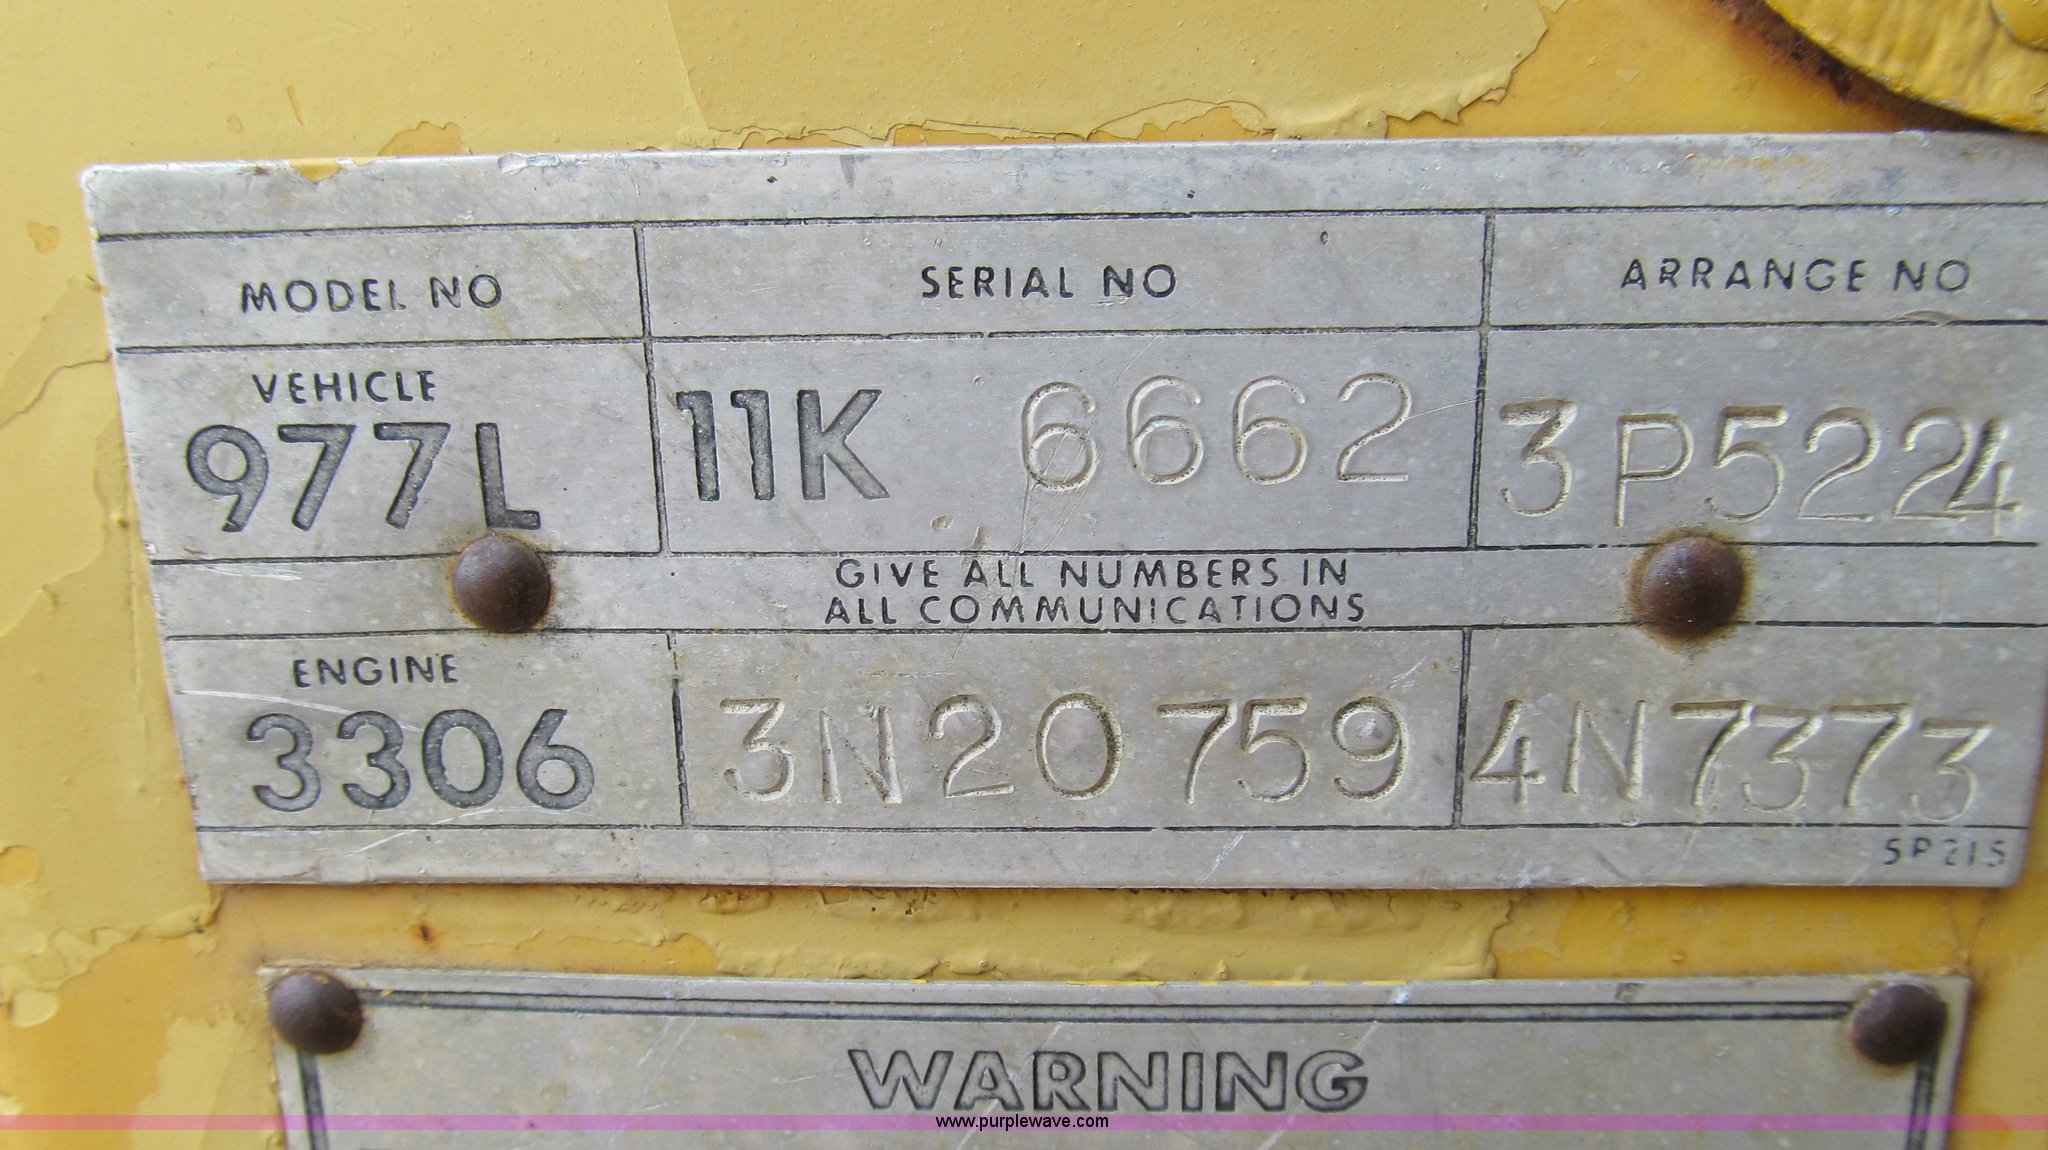 MODEL NO SERIAL NO ARRANGE NO
VEHICLE
977L 11K 6662 3P5224
GIVE ALL NUMBERS IN
ALL COMMUNICATIONS
ENGINE
3306 3N20759 4N7373
SP215
WARNING
www.purplewave.com